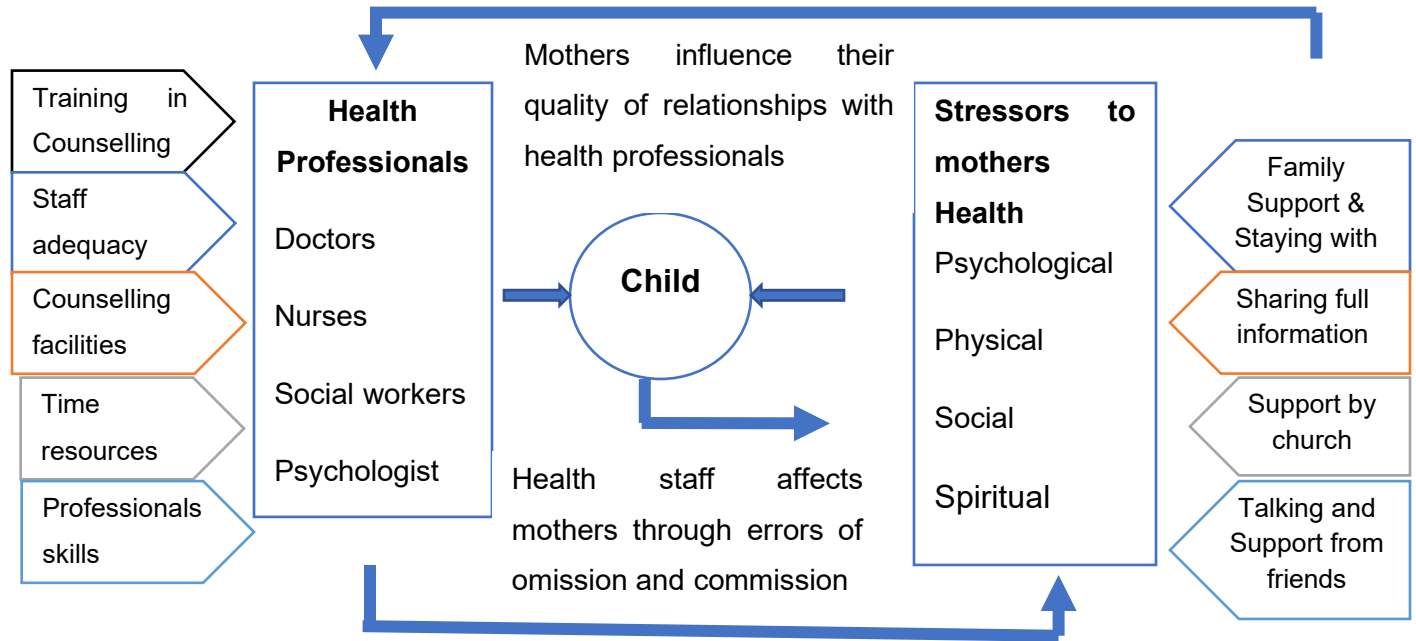 Training in
Counselling
Staff
adequacy
Counselling
facilities
Time
resources
Professionals
skills
Health
Professionals
Doctors
Nurses
Social workers
Psychologist
Mothers influence their
quality of relationships with
health professionals
Child
Health staff affects
mothers through errors of
omission and commission
Stressors to
mothers
Health
Psychological
Physical
Social
Spiritual
Family
Support &
Staying with
Sharing full
information
Support by
church
Talking and
Support from
friends